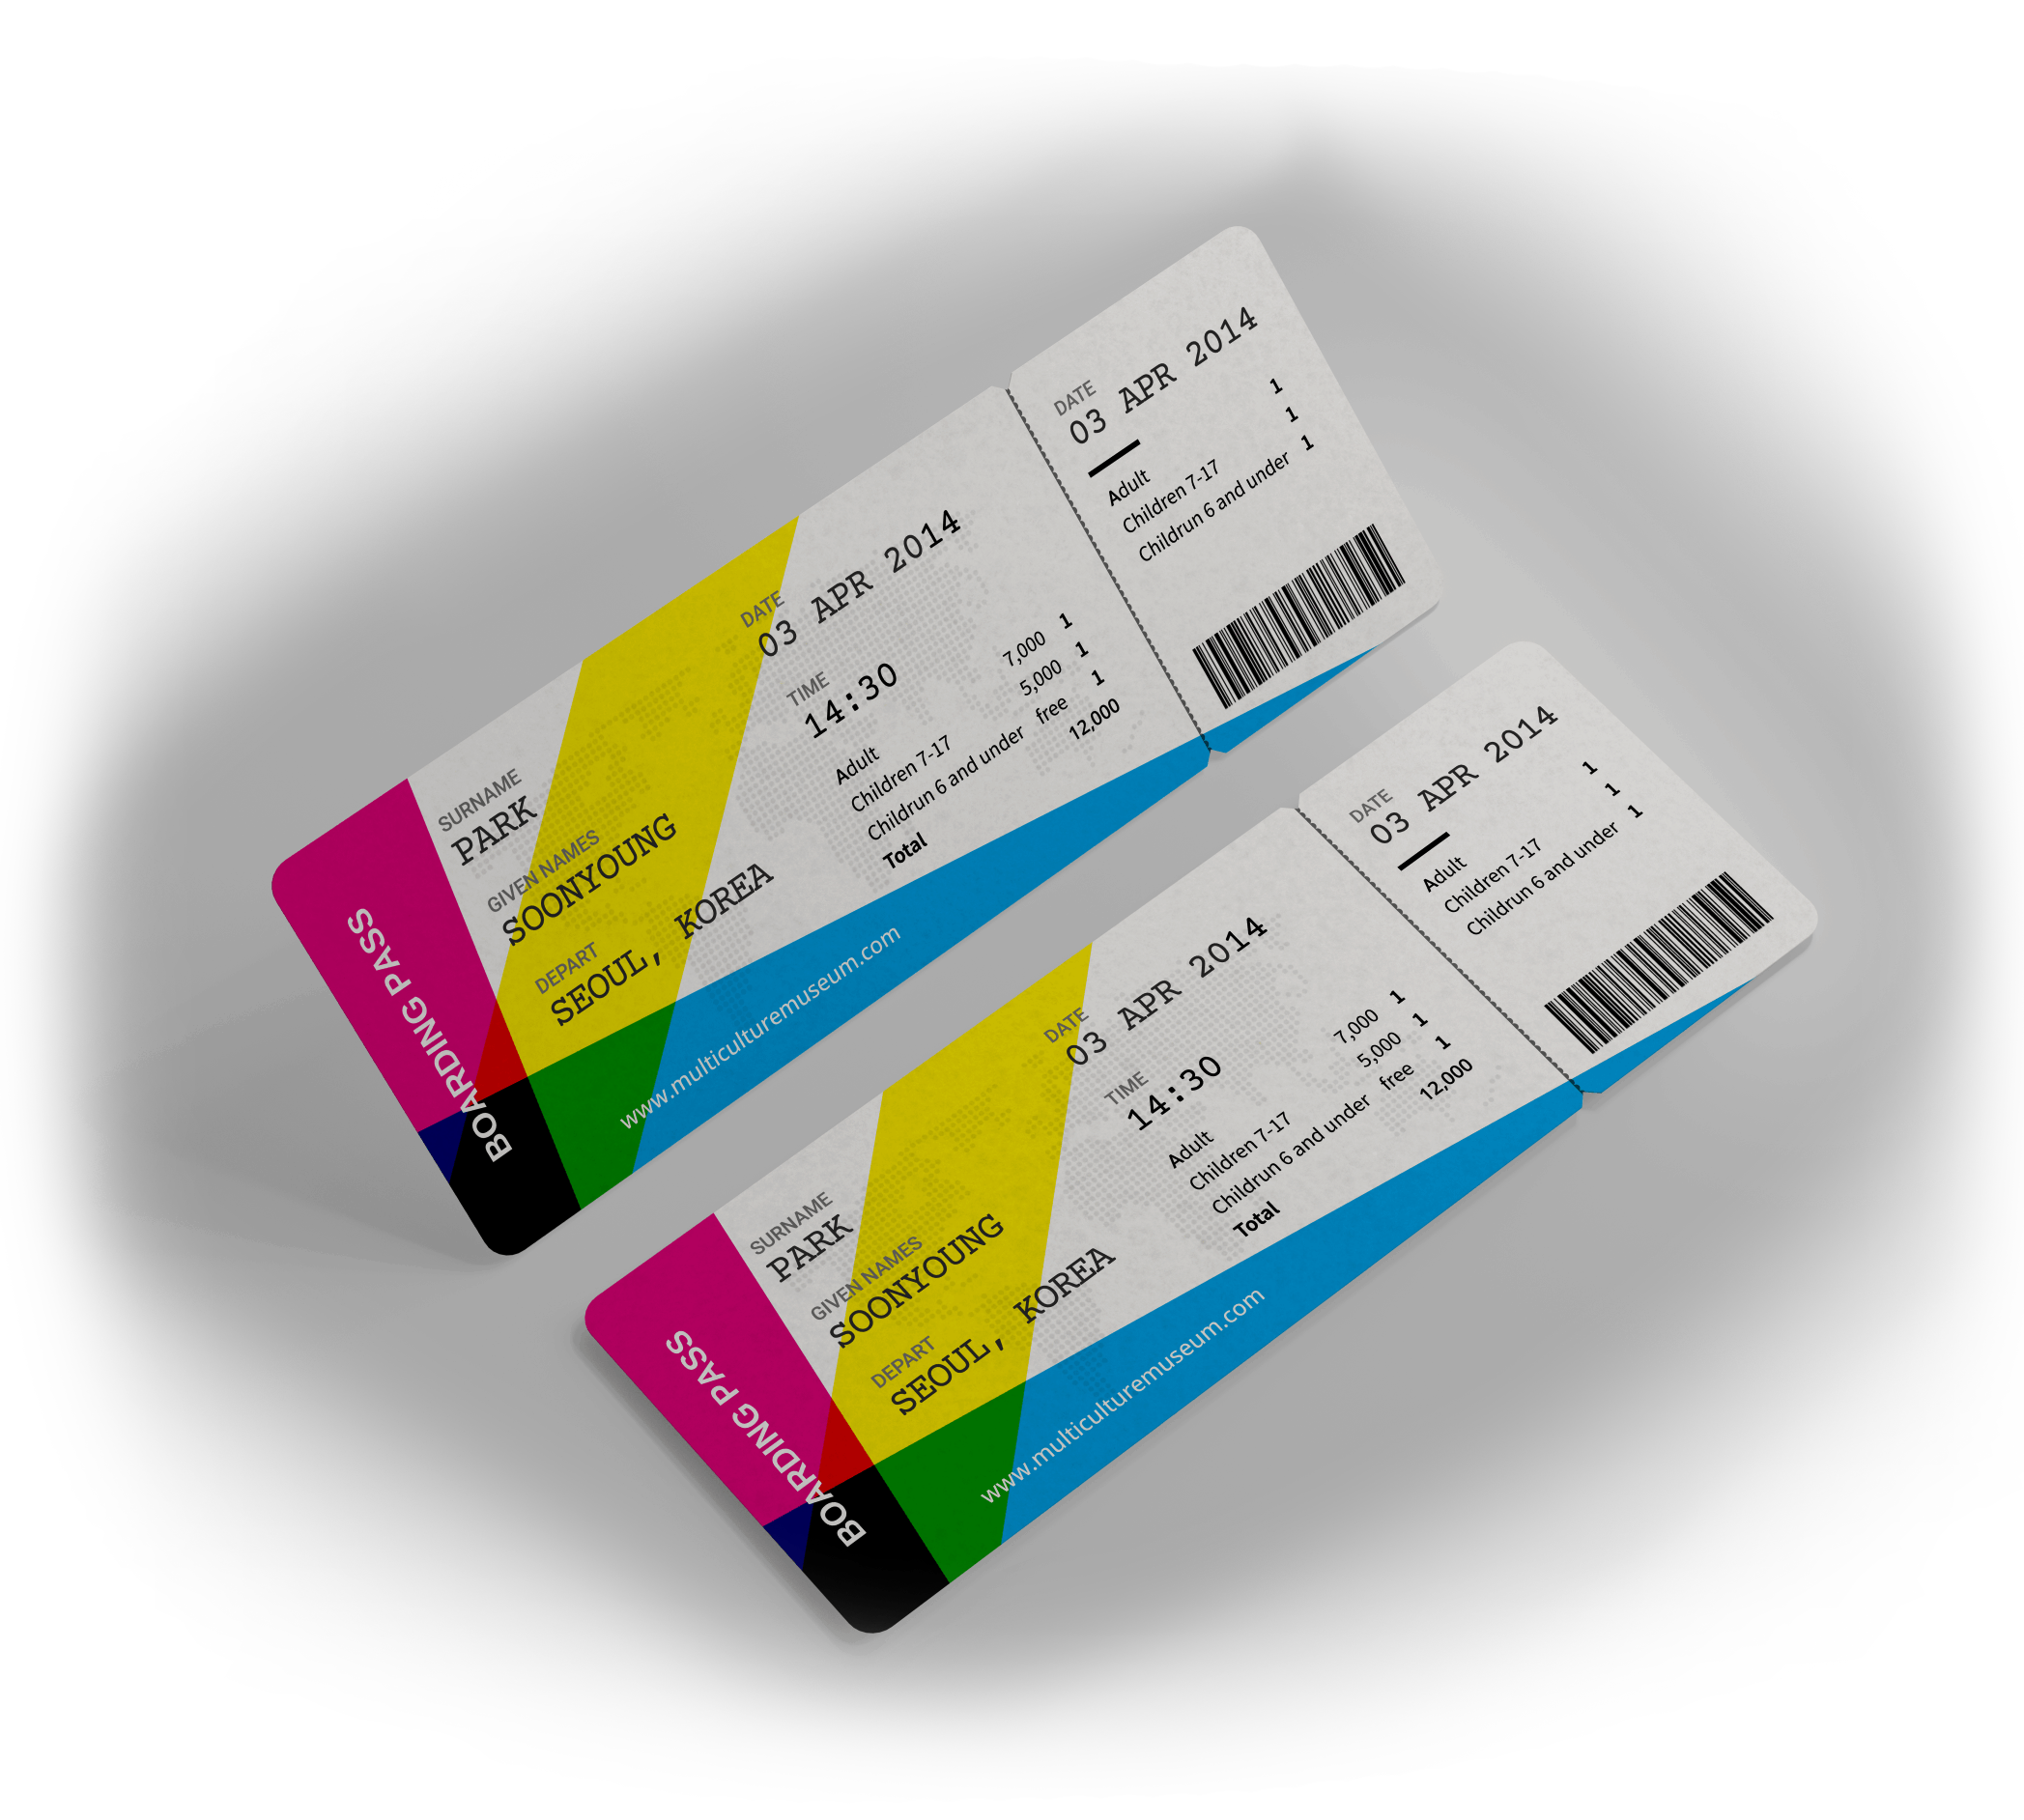 BOARDING PASS
SURNAME
PARK
GIVEN NAMES
SOONYOUNG
DEPART
SEOUL, KOREA
DATE
03 APR 2014
TIME
14:30
Adult 7,000 1
Children 7-17 5,000 1
Childrun 6 and under free 1
Total 12,000
www.multiculturemuseum.com
DATE
03 APR 2014
Adult 1
Children 7-17 1
Childrun 6 and under 1
BOARDING PASS
SURNAME
PARK
GIVEN NAMES
SOONYOUNG
DEPART
SEOUL, KOREA
DATE
03 APR 2014
TIME
14:30
Adult 7,000 1
Children 7-17 5,000 1
Childrun 6 and under free 1
Total 12,000
www.multiculturemuseum.com
DATE
03 APR 2014
Adult 1
Children 7-17 1
Childrun 6 and under 1